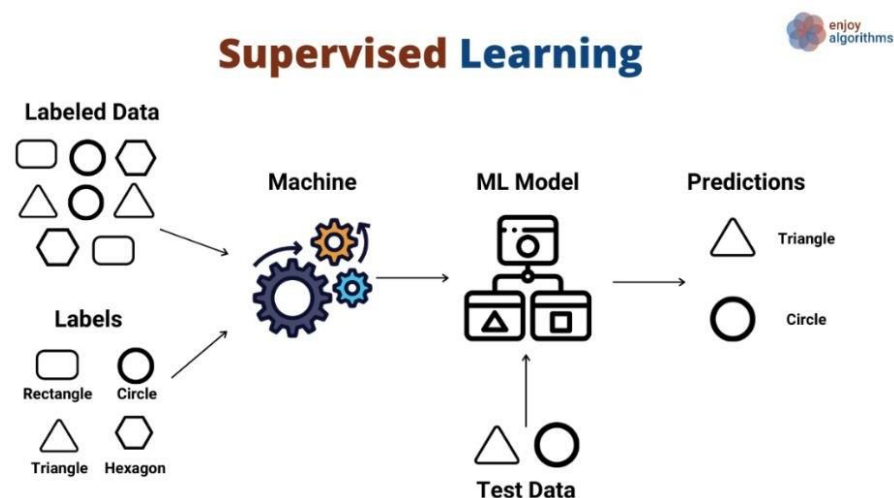 enjoy
algorithms
Supervised Learning
Labeled Data
Machine
ML Model
Predictions
Triangle
Circle
Labels
Rectangle
Circle
Triangle
Hexagon
Test Data